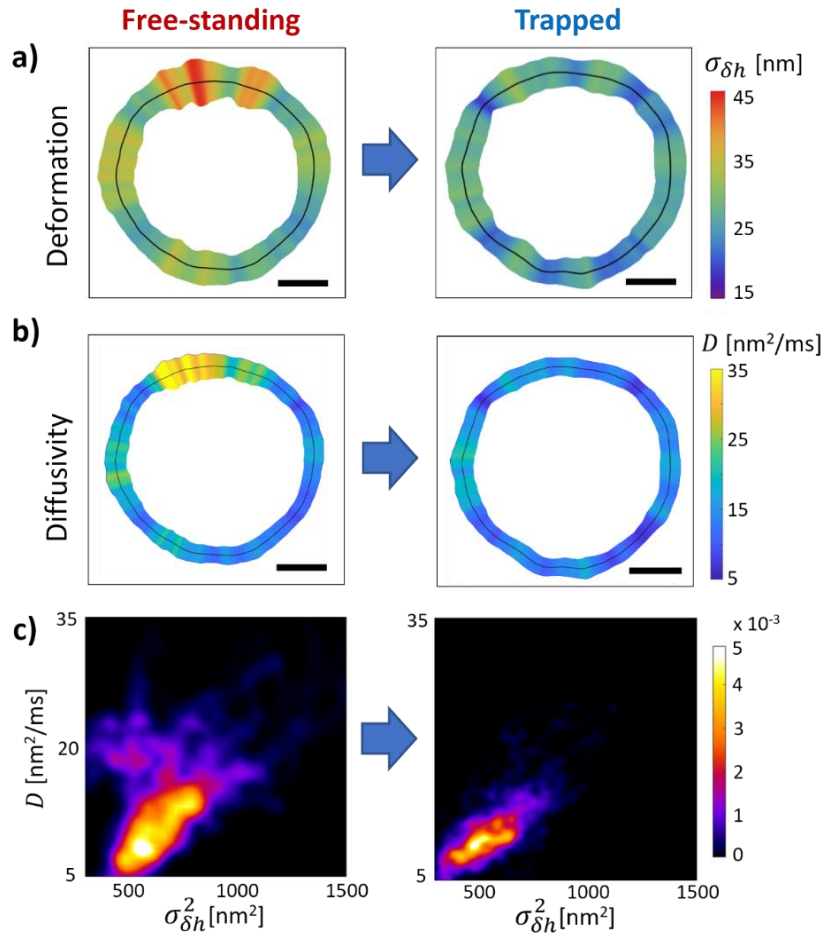 Free-standing Trapped
a) σδh [nm]
Deformation
45
35
25
15
b) D [nm²/ms]
Diffusivity
35
25
15
5
c) x 10⁻³
D [nm²/ms]
35
20
5
500 1000 1500
σ²δh [nm²]
35
5
500 1000 1500
σ²δh [nm²]
5
4
3
2
1
0